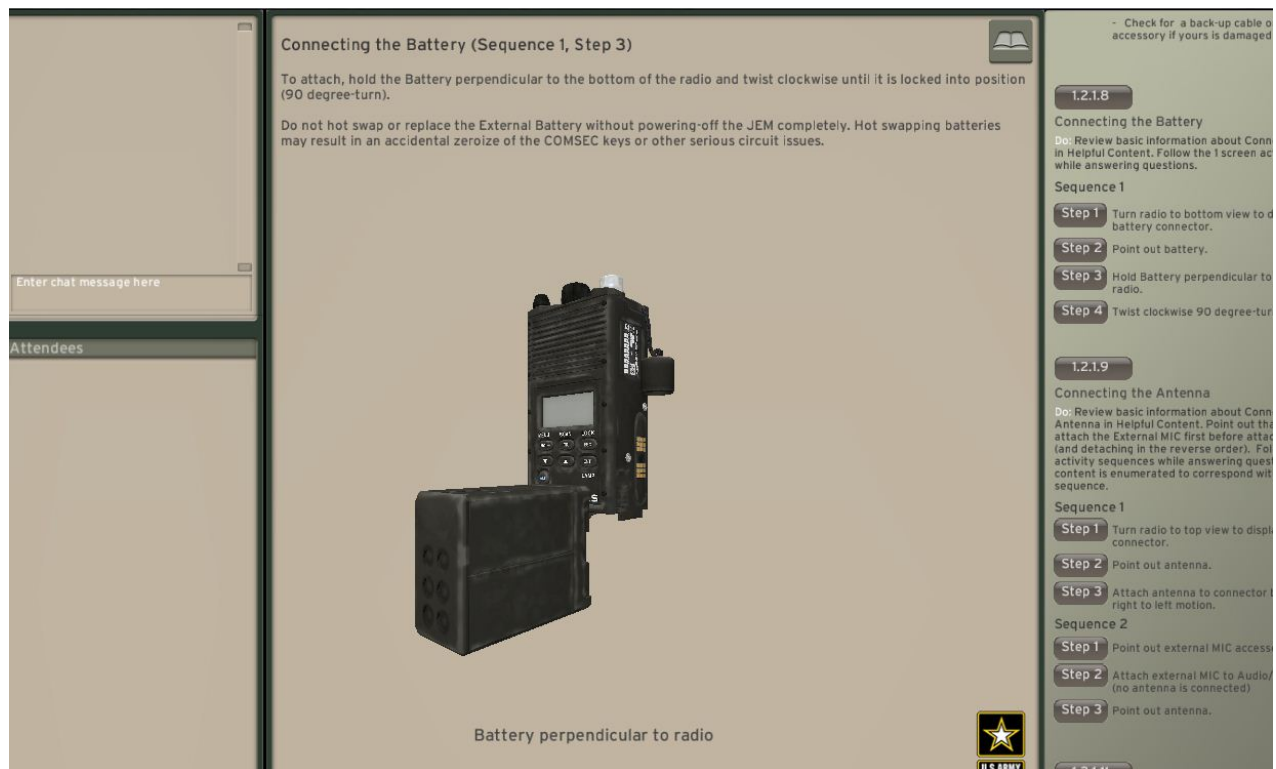 Enter chat message here
Attendees
Connecting the Battery (Sequence 1, Step 3)
To attach, hold the Battery perpendicular to the bottom of the radio and twist clockwise until it is locked into position
(90 degree-turn).
Do not hot swap or replace the External Battery without powering-off the JEM completely. Hot swapping batteries
may result in an accidental zeroize of the COMSEC keys or other serious circuit issues.
LOCK
LAMP
Battery perpendicular to radio
U.S. ARMY
- Check for a back-up cable o
accessory if yours is damaged
1.2.1.8
Connecting the Battery
Do: Review basic information about Conn
in Helpful Content. Follow the 1 screen ac
while answering questions.
Sequence 1
Step 1 Turn radio to bottom view to d
battery connector.
Step 2 Point out battery.
Step 3 Hold Battery perpendicular to
radio.
Step 4 Twist clockwise 90 degree-tur
1.2.1.9
Connecting the Antenna
Do: Review basic information about Conn
Antenna in Helpful Content. Point out tha
attach the External MIC first before attac
(and detaching in the reverse order). Fol
activity sequences while answering quest
content is enumerated to correspond wit
sequence.
Sequence 1
Step 1 Turn radio to top view to displa
connector.
Step 2 Point out antenna.
Step 3 Attach antenna to connector b
right to left motion.
Sequence 2
Step 1 Point out external MIC accesso
Step 2 Attach external MIC to Audio/
(no antenna is connected)
Step 3 Point out antenna.